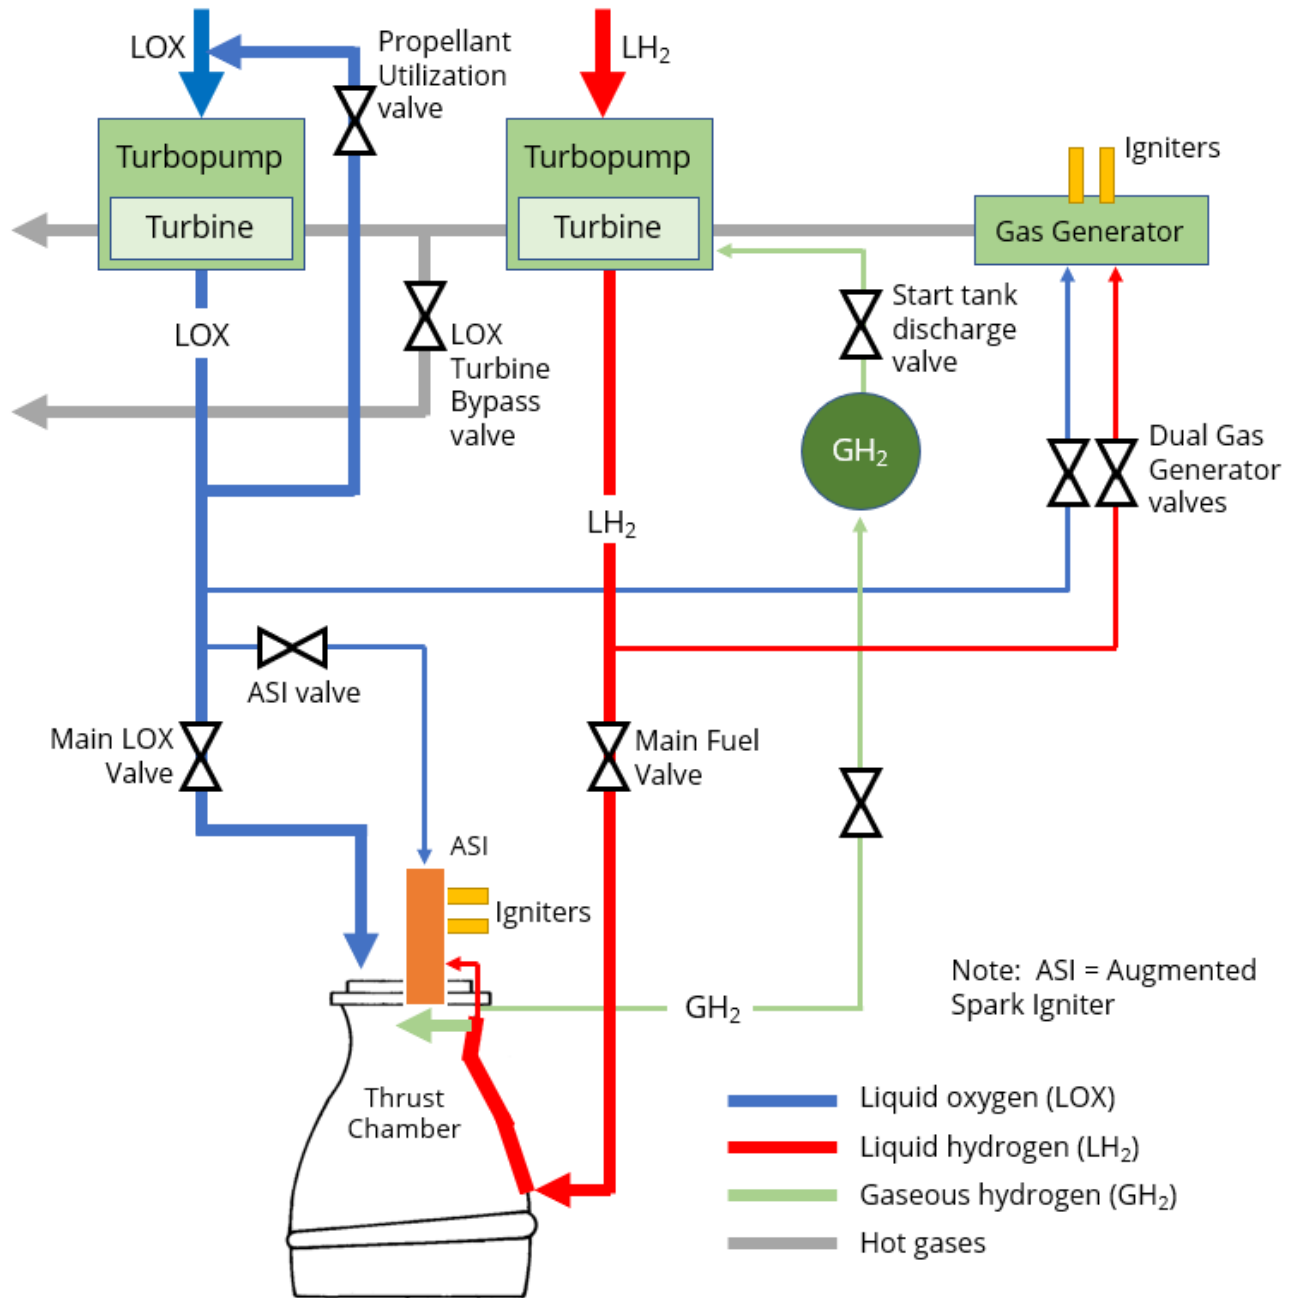 LOX
Propellant
Utilization
valve
LH₂
Turbopump
Turbine
Turbopump
Turbine
Igniters
Gas Generator
LOX
LOX
Turbine
Bypass
valve
Start tank
discharge
valve
GH₂
Dual Gas
Generator
valves
LH₂
ASI valve
Main LOX
Valve
Main Fuel
Valve
ASI
Igniters
GH₂
Note: ASI = Augmented
Spark Igniter
Thrust
Chamber
Liquid oxygen (LOX)
Liquid hydrogen (LH₂)
Gaseous hydrogen (GH₂)
Hot gases